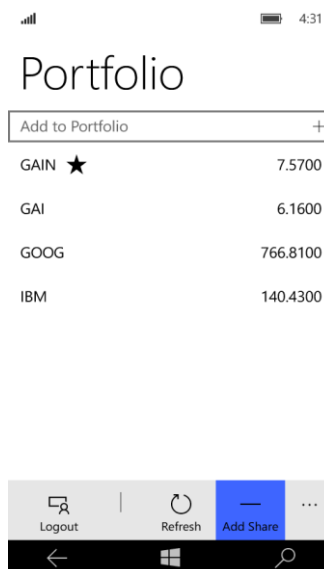 4:31
Portfolio
Add to Portfolio +
GAIN ★ 7.5700
GAI 6.1600
GOOG 766.8100
IBM 140.4300
Logout Refresh Add Share ...